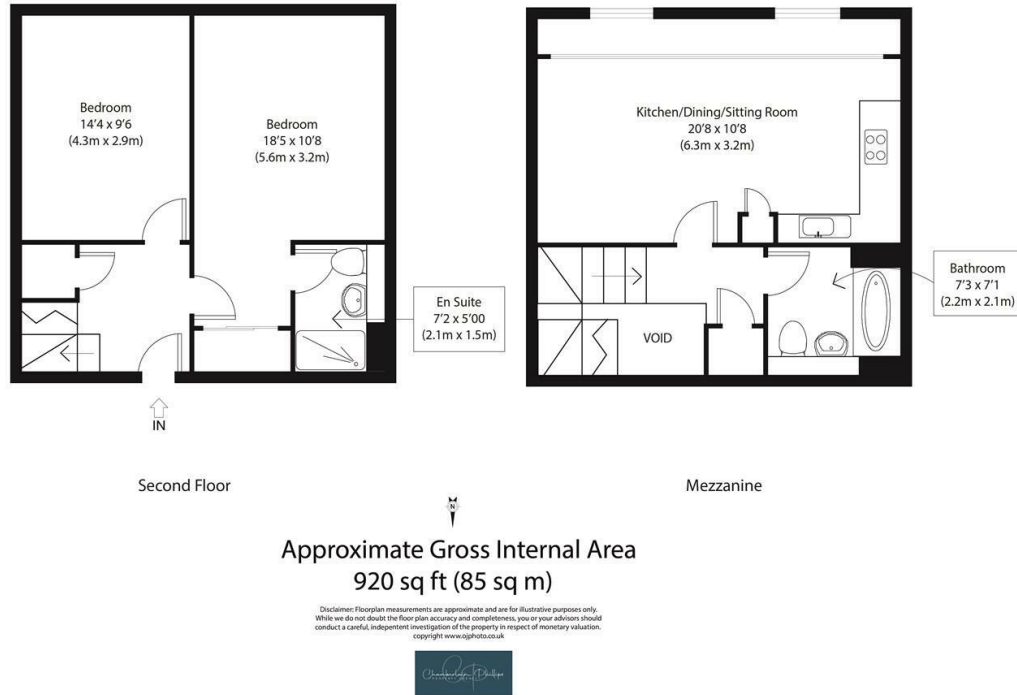 Bedroom
14'4 x 9'6
(4.3m x 2.9m)
Bedroom
18'5 x 10'8
(5.6m x 3.2m)
En Suite
7'2 x 5'00
(2.1m x 1.5m)
IN
Second Floor
Kitchen/Dining/Sitting Room
20'8 x 10'8
(6.3m x 3.2m)
Bathroom
7'3 x 7'1
(2.2m x 2.1m)
VOID
Mezzanine
N
Approximate Gross Internal Area
920 sq ft (85 sq m)
Disclaimer: Floorplan measurements are approximate and are for illustrative purposes only.
While we do not doubt the floor plan accuracy and completeness, you or your advisors should
conduct a careful, indepentent investigation of the property in respect of monetary valuation.
copyright www.ojphoto.co.uk
Chamberlain Phillips